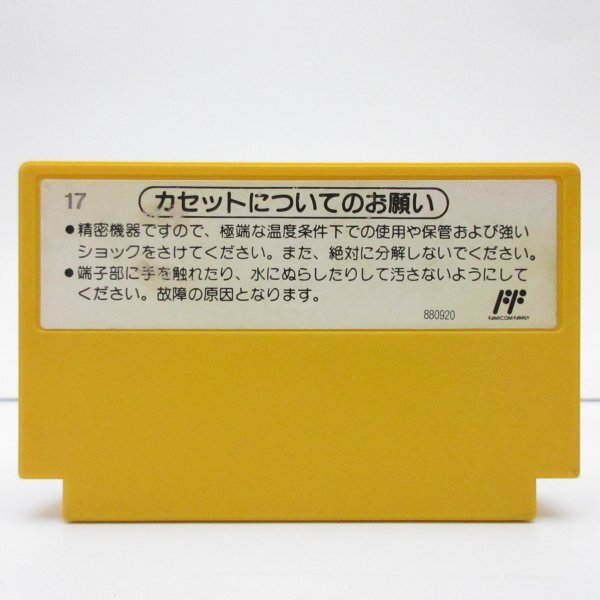 17
カセットについてのお願い
●精密機器ですので、極端な温度条件下での使用や保管および強い
ショックをさけてください。また、絶対に分解しないでください。
●端子部に手を触れたり、水にぬらしたりして汚さないようにして
ください。故障の原因となります。
880920
FAMICOM FAMILY